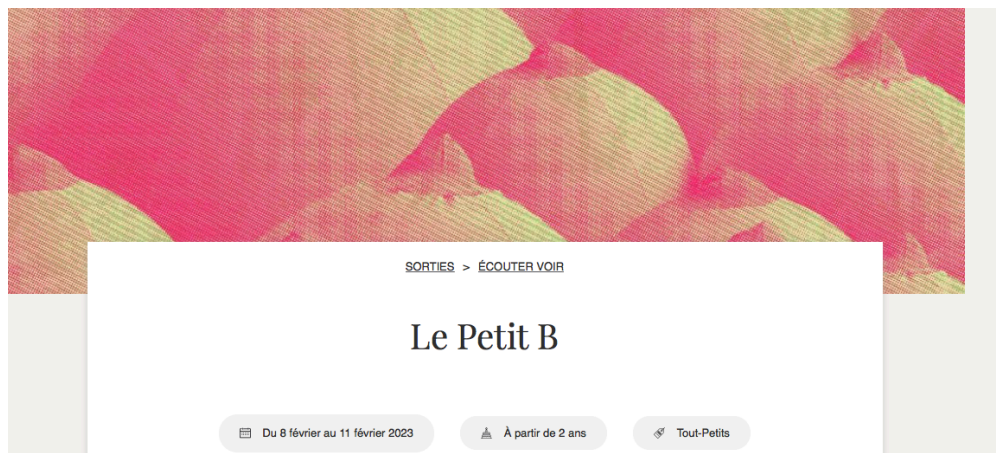 SORTIES > ÉCOUTER VOIR
Le Petit B
Du 8 février au 11 février 2023 À partir de 2 ans Tout-Petits